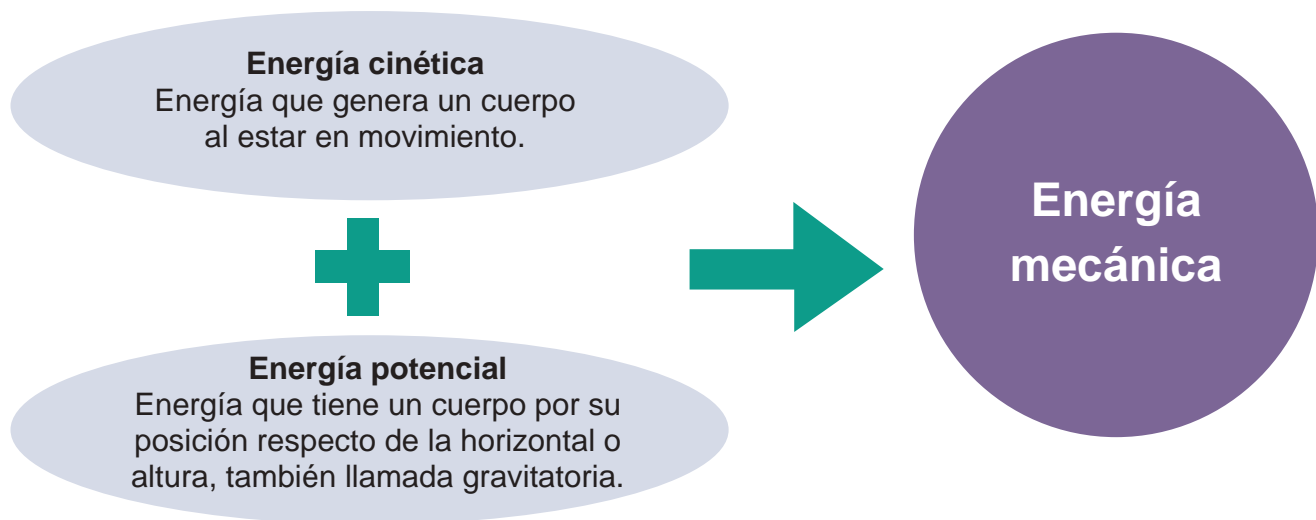 Energía cinética
Energía que genera un cuerpo
al estar en movimiento.
Energía potencial
Energía que tiene un cuerpo por su
posición respecto de la horizontal o
altura, también llamada gravitatoria.
Energía
mecánica